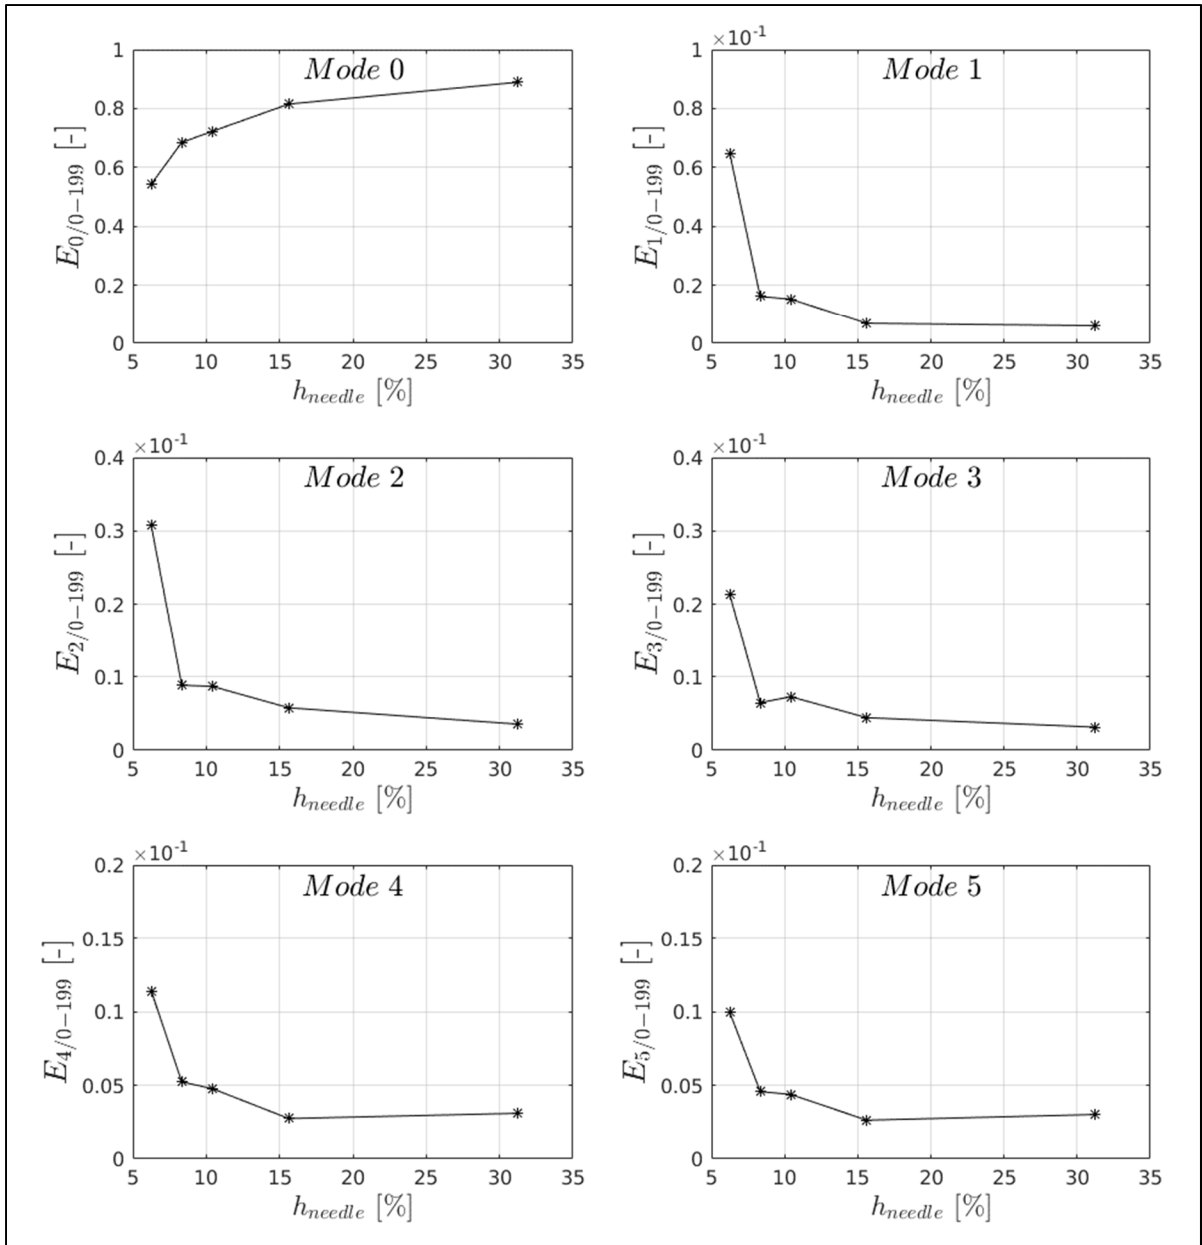 Mode 0
E0/0−199 [-]
1
0.8
0.6
0.4
0.2
0
5 10 15 20 25 30 35
hneedle [%]
×10-1
Mode 1
E1/0−199 [-]
1
0.8
0.6
0.4
0.2
0
5 10 15 20 25 30 35
hneedle [%]
×10-1
Mode 2
E2/0−199 [-]
0.4
0.3
0.2
0.1
0
5 10 15 20 25 30 35
hneedle [%]
×10-1
Mode 3
E3/0−199 [-]
0.4
0.3
0.2
0.1
0
5 10 15 20 25 30 35
hneedle [%]
×10-1
Mode 4
E4/0−199 [-]
0.2
0.15
0.1
0.05
0
5 10 15 20 25 30 35
hneedle [%]
×10-1
Mode 5
E5/0−199 [-]
0.2
0.15
0.1
0.05
0
5 10 15 20 25 30 35
hneedle [%]